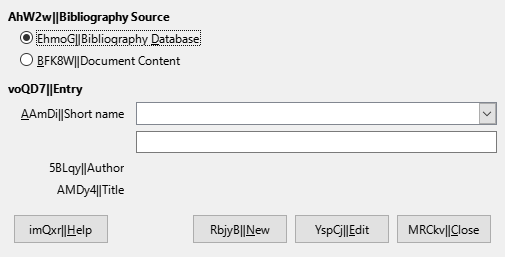 AhW2w||Bibliography Source
EhmoG||Bibliography Database
BFK8W||Document Content
voQD7||Entry
AAmDi||Short name
5BLqy||Author
AMDy4||Title
imQxr||Help
RbjyB||New
YspCj||Edit
MRCkv||Close